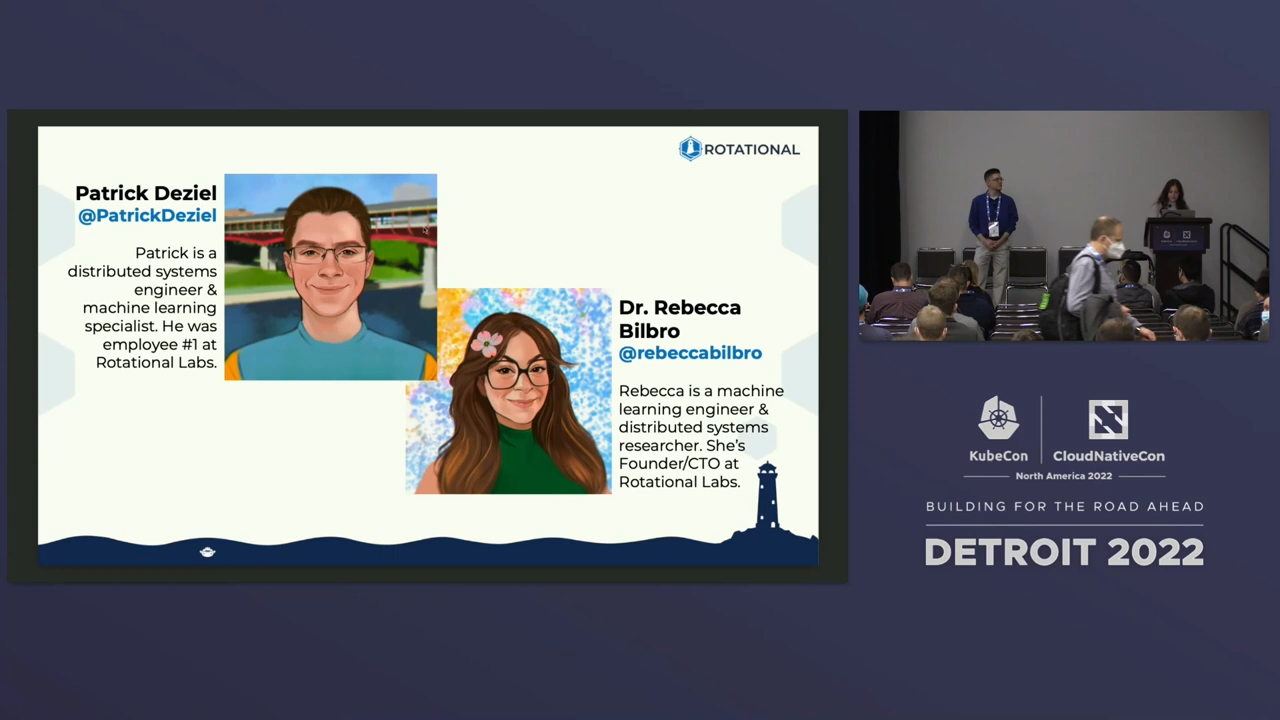 ROTATIONAL
Patrick Deziel
@PatrickDeziel
Patrick is a
distributed systems
engineer &
machine learning
specialist. He was
employee #1 at
Rotational Labs.
Dr. Rebecca
Bilbro
@rebeccabilbro
Rebecca is a machine
learning engineer &
distributed systems
researcher. She's
Founder/CTO at
Rotational Labs.
KubeCon
CloudNativeCon
North America 2022
BUILDING FOR THE ROAD AHEAD
DETROIT 2022